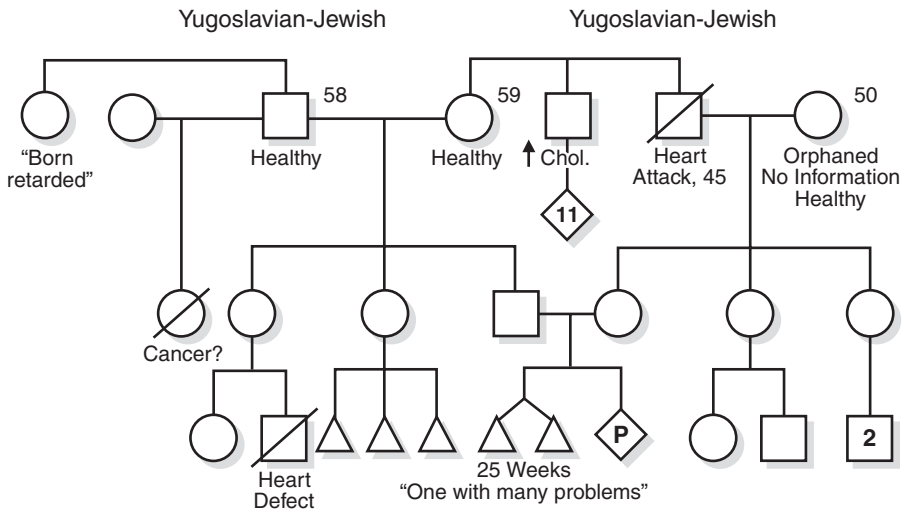 Yugoslavian-Jewish
Yugoslavian-Jewish
58
59
50
"Born
retarded"
Healthy
Healthy
↑ Chol.
Heart
Attack, 45
Orphaned
No Information
Healthy
11
Cancer?
P
2
Heart
Defect
25 Weeks
"One with many problems"